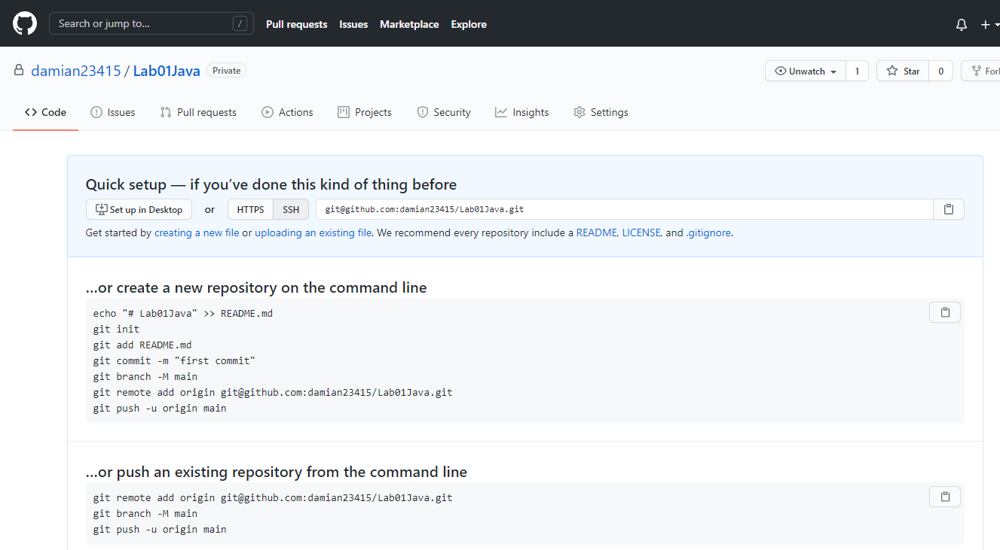 Search or jump to... /
Pull requests Issues Marketplace Explore
damian23415 / Lab01Java Private
Unwatch 1 Star 0 Fork
Code Issues Pull requests Actions Projects Security Insights Settings
Quick setup — if you’ve done this kind of thing before
Set up in Desktop or HTTPS SSH git@github.com:damian23415/Lab01Java.git
Get started by creating a new file or uploading an existing file. We recommend every repository include a README, LICENSE, and .gitignore.
…or create a new repository on the command line
echo "# Lab01Java" >> README.md
git init
git add README.md
git commit -m "first commit"
git branch -M main
git remote add origin git@github.com:damian23415/Lab01Java.git
git push -u origin main
…or push an existing repository from the command line
git remote add origin git@github.com:damian23415/Lab01Java.git
git branch -M main
git push -u origin main